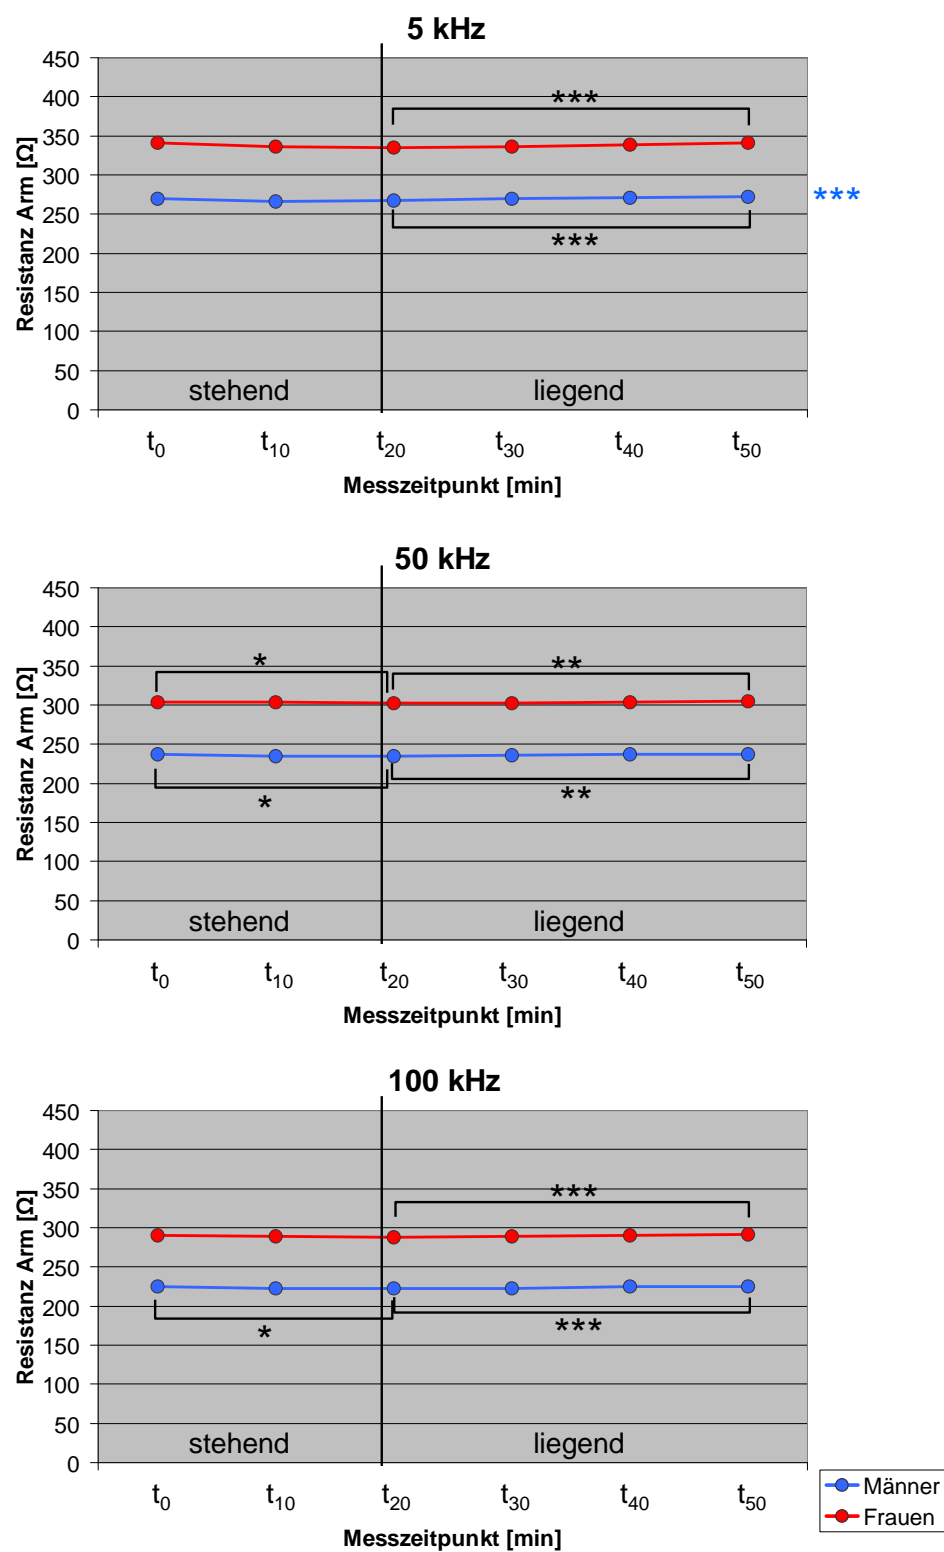 5 kHz
Resistanz Arm [Ω]
450
400
350
300
250
200
150
100
50
0
***
***
***
stehend
liegend
t0 t10 t20 t30 t40 t50
Messzeitpunkt [min]
50 kHz
Resistanz Arm [Ω]
450
400
350
300
250
200
150
100
50
0
* **
* **
stehend
liegend
t0 t10 t20 t30 t40 t50
Messzeitpunkt [min]
100 kHz
Resistanz Arm [Ω]
450
400
350
300
250
200
150
100
50
0
***
* ***
stehend
liegend
t0 t10 t20 t30 t40 t50
Messzeitpunkt [min]
Männer
Frauen